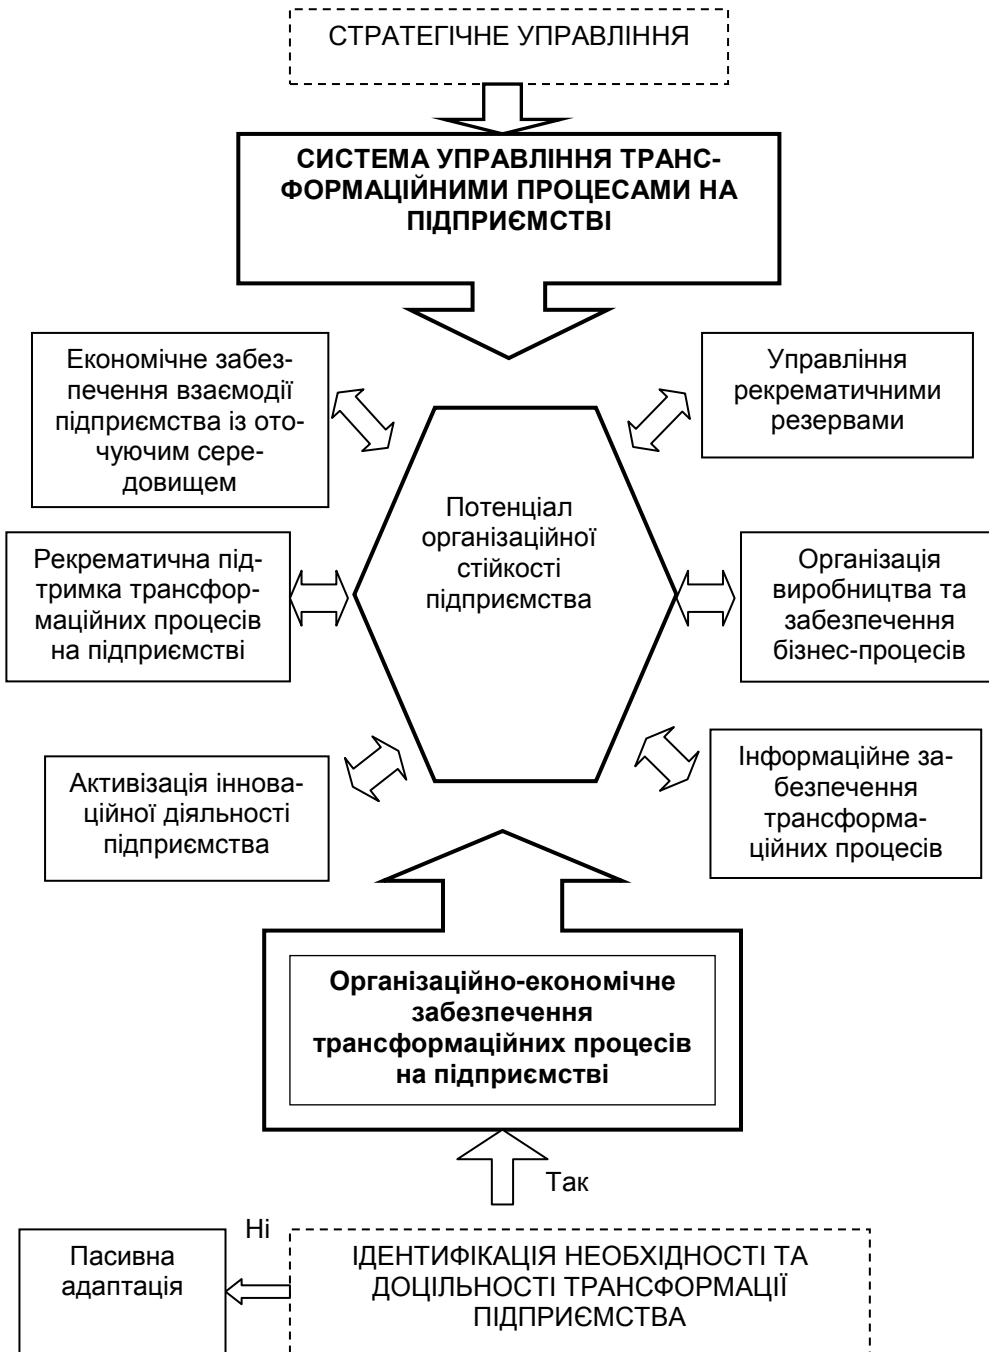 СТРАТЕГІЧНЕ УПРАВЛІННЯ
СИСТЕМА УПРАВЛІННЯ ТРАНС-
ФОРМАЦІЙНИМИ ПРОЦЕСАМИ НА
ПІДПРИЄМСТВІ
Економічне забез-
печення взаємодії
підприємства із ото-
чуючим сере-
довищем
Управління
рекрематичними
резервами
Потенціал
організаційної
стійкості
підприємства
Рекрематична під-
тримка трансфор-
маційних процесів
на підприємстві
Організація
виробництва та
забезпечення
бізнес-процесів
Активізація іннова-
ційної діяльності
підприємства
Інформаційне за-
безпечення
трансформа-
ційних процесів
Організаційно-економічне
забезпечення
трансформаційних процесів
на підприємстві
Так
Ні
Пасивна
адаптація
ІДЕНТИФІКАЦІЯ НЕОБХІДНОСТІ ТА
ДОЦІЛЬНОСТІ ТРАНСФОРМАЦІЇ
ПІДПРИЄМСТВА